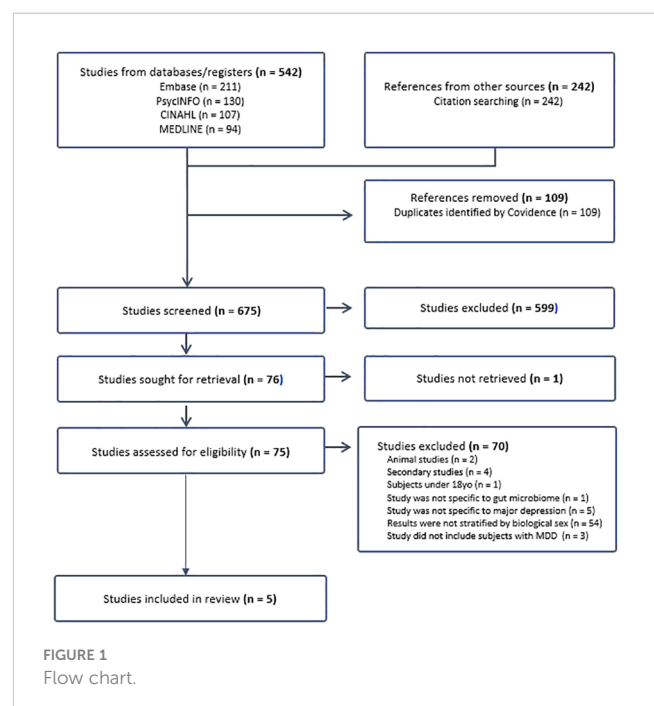 Studies from databases/registers (n = 542)
Embase (n = 211)
PsycINFO (n = 130)
CINAHL (n = 107)
MEDLINE (n = 94)
References from other sources (n = 242)
Citation searching (n = 242)
References removed (n = 109)
Duplicates identified by Covidence (n = 109)
Studies screened (n = 675)
Studies excluded (n = 599)
Studies sought for retrieval (n = 76)
Studies not retrieved (n = 1)
Studies assessed for eligibility (n = 75)
Studies excluded (n = 70)
Animal studies (n = 2)
Secondary studies (n = 4)
Subjects under 18yo (n = 1)
Study was not specific to gut microbiome (n = 1)
Study was not specific to major depression (n = 5)
Results were not stratified by biological sex (n = 54)
Study did not include subjects with MDD (n = 3)
Studies included in review (n = 5)
FIGURE 1
Flow chart.